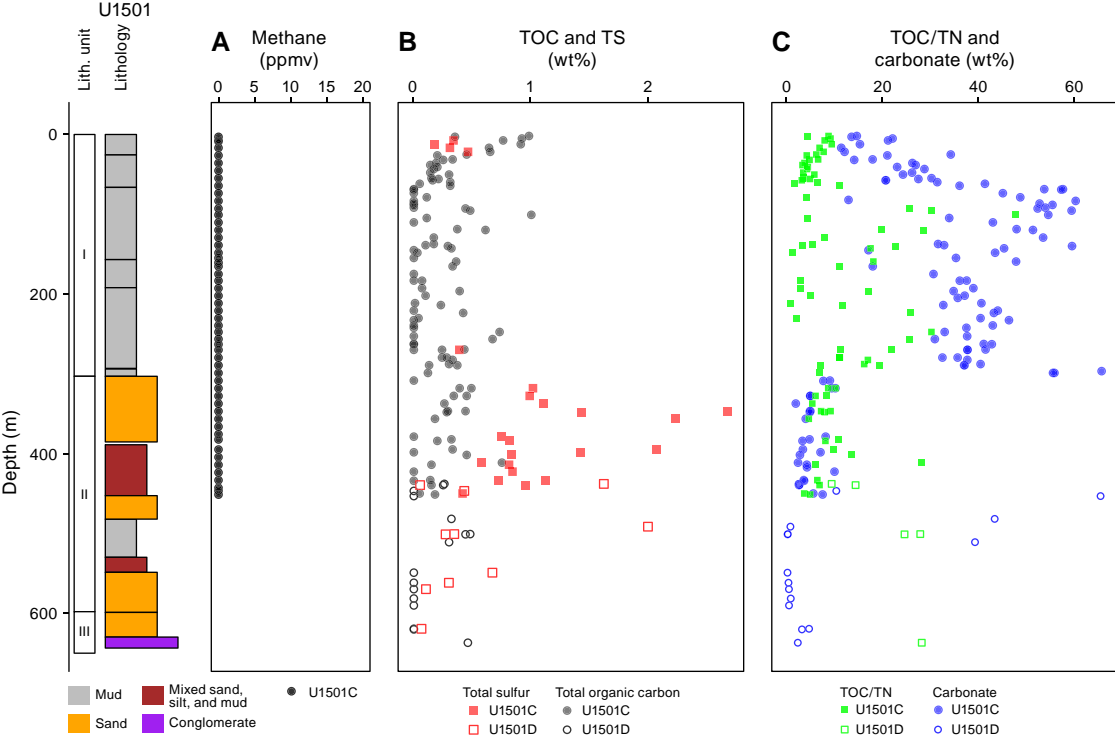 U1501
Lith. unit
Lithology
A
Methane
(ppmv)
0 5 10 15 20
B
TOC and TS
(wt%)
0 1 2
C
TOC/TN and
carbonate (wt%)
0 20 40 60
Depth (m)
0
200
400
600
I
II
III
Mud
Sand
Mixed sand,
silt, and mud
Conglomerate
U1501C
Total sulfur
U1501C
U1501D
Total organic carbon
U1501C
U1501D
TOC/TN
U1501C
U1501D
Carbonate
U1501C
U1501D